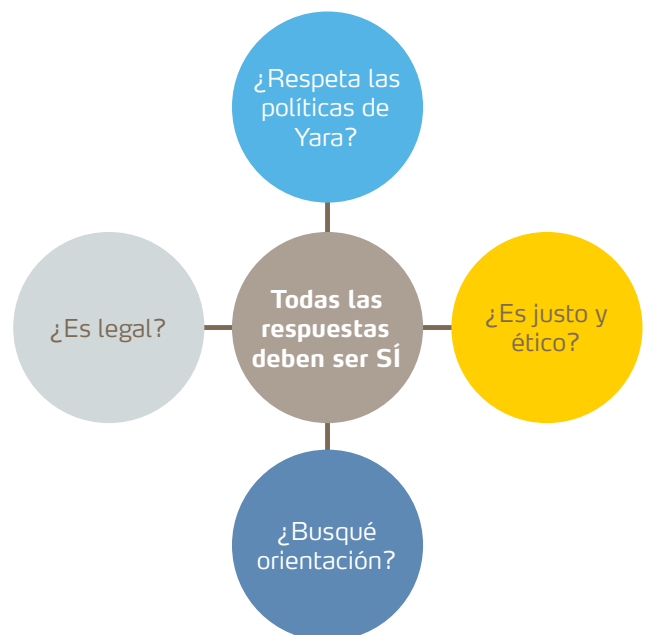 ¿Respeta las
políticas de
Yara?
¿Es legal?
Todas las
respuestas
deben ser SÍ
¿Es justo y
ético?
¿Busqué
orientación?